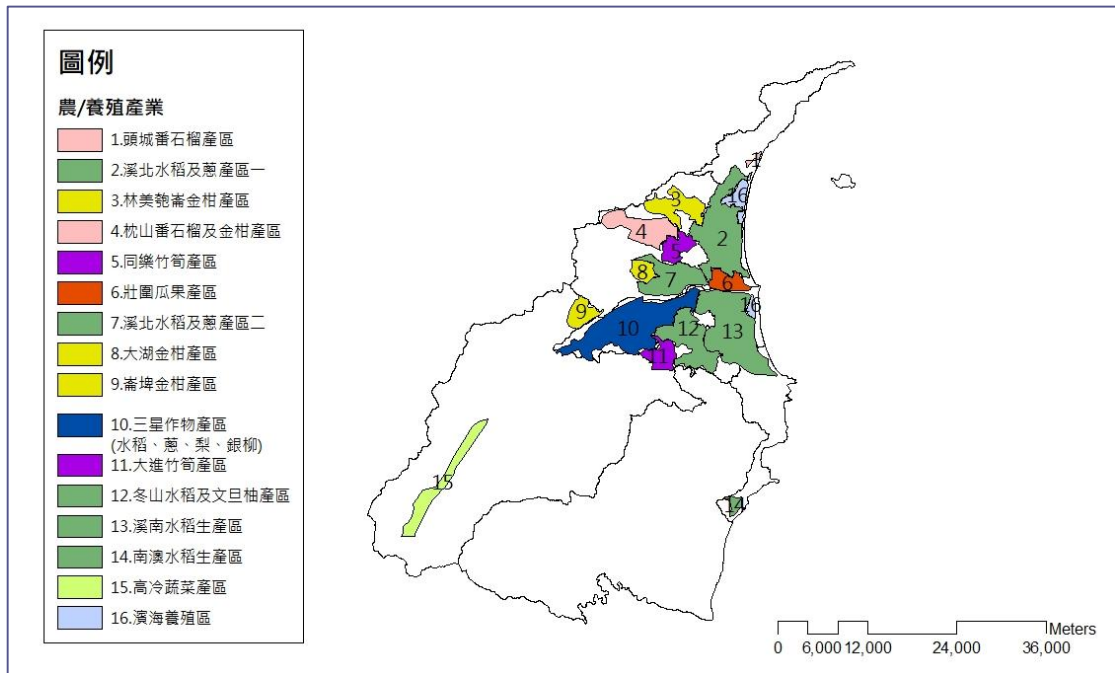 圖例
農/養殖產業
1.頭城番石榴產區
2.溪北水稻及蔥產區一
3.林美匏崙金柑產區
4.枕山番石榴及金柑產區
5.同樂竹筍產區
6.壯圍瓜果產區
7.溪北水稻及蔥產區二
8.大湖金柑產區
9.崙埤金柑產區
10.三星作物產區
(水稻、蔥、梨、銀柳)
11.大進竹筍產區
12.冬山水稻及文旦柚產區
13.溪南水稻生產區
14.南澳水稻生產區
15.高冷蔬菜產區
16.濱海養殖區
1
16
3
2
4
5
8
7
6
9
16
10
12
13
11
15
14
Meters
0 6,000 12,000 24,000 36,000